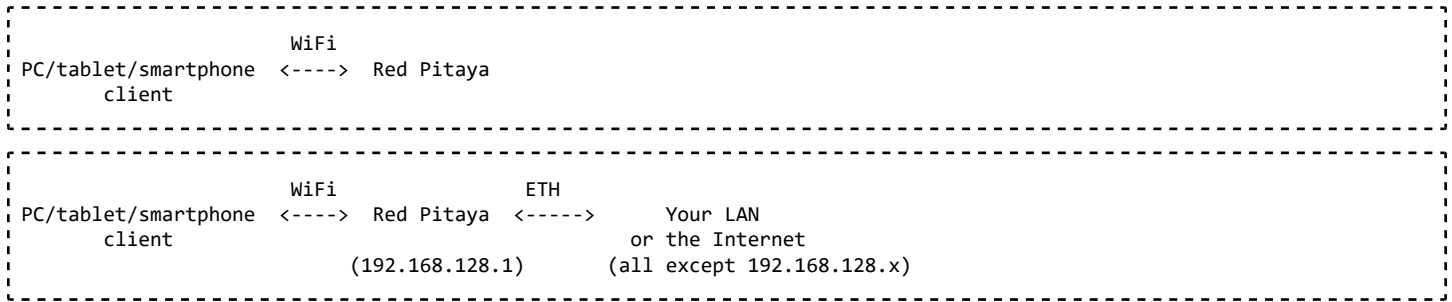 WiFi
PC/tablet/smartphone <----> Red Pitaya
client
WiFi ETH
PC/tablet/smartphone <----> Red Pitaya <-----> Your LAN
client or the Internet
(192.168.128.1) (all except 192.168.128.x)